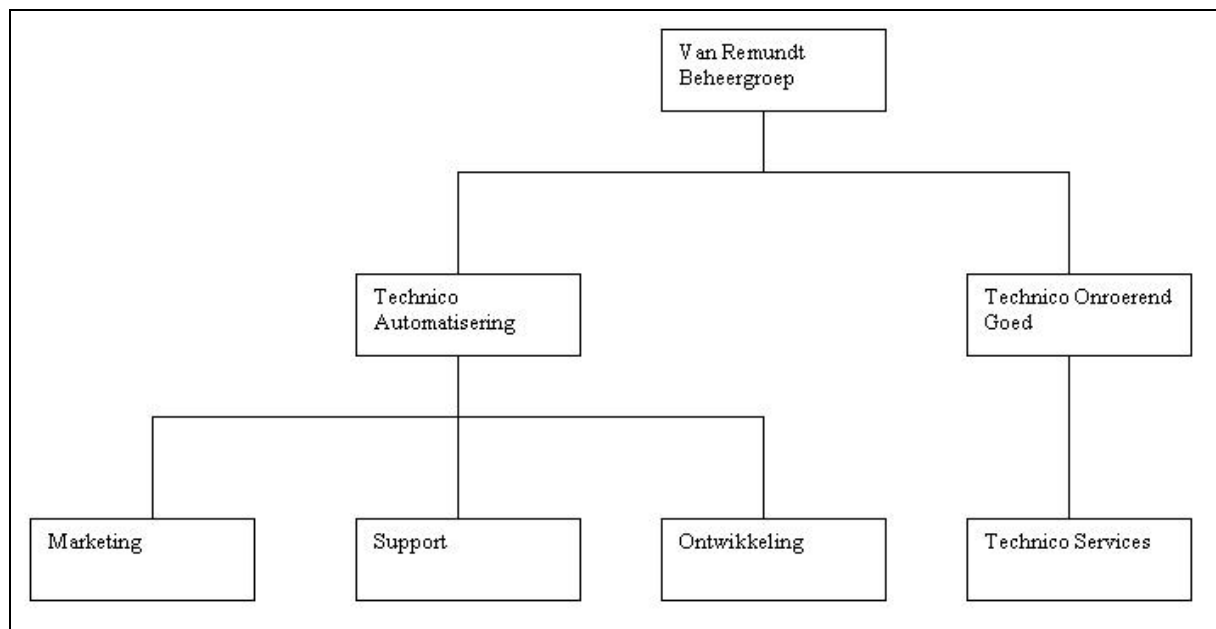 Van Remundt
Beheergroep
Technico
Automatisering
Technico Onroerend
Goed
Marketing
Support
Ontwikkeling
Technico Services